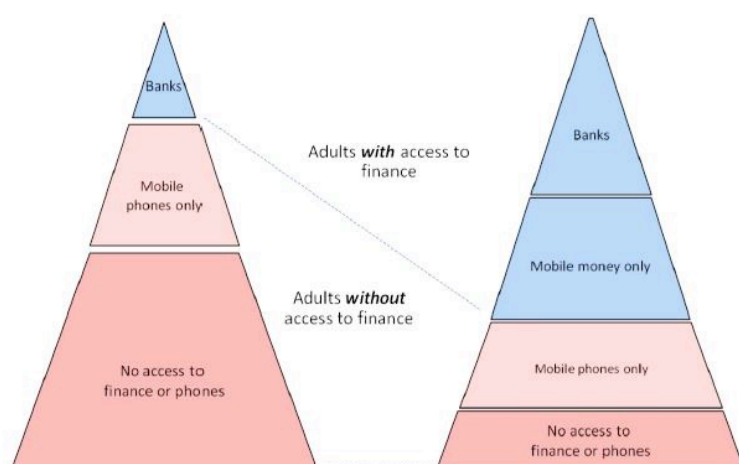 Banks
Mobile
phones only
No access to
finance or phones
Adults with access to
finance
Adults without
access to finance
Banks
Mobile money only
Mobile phones only
No access to
finance or phones